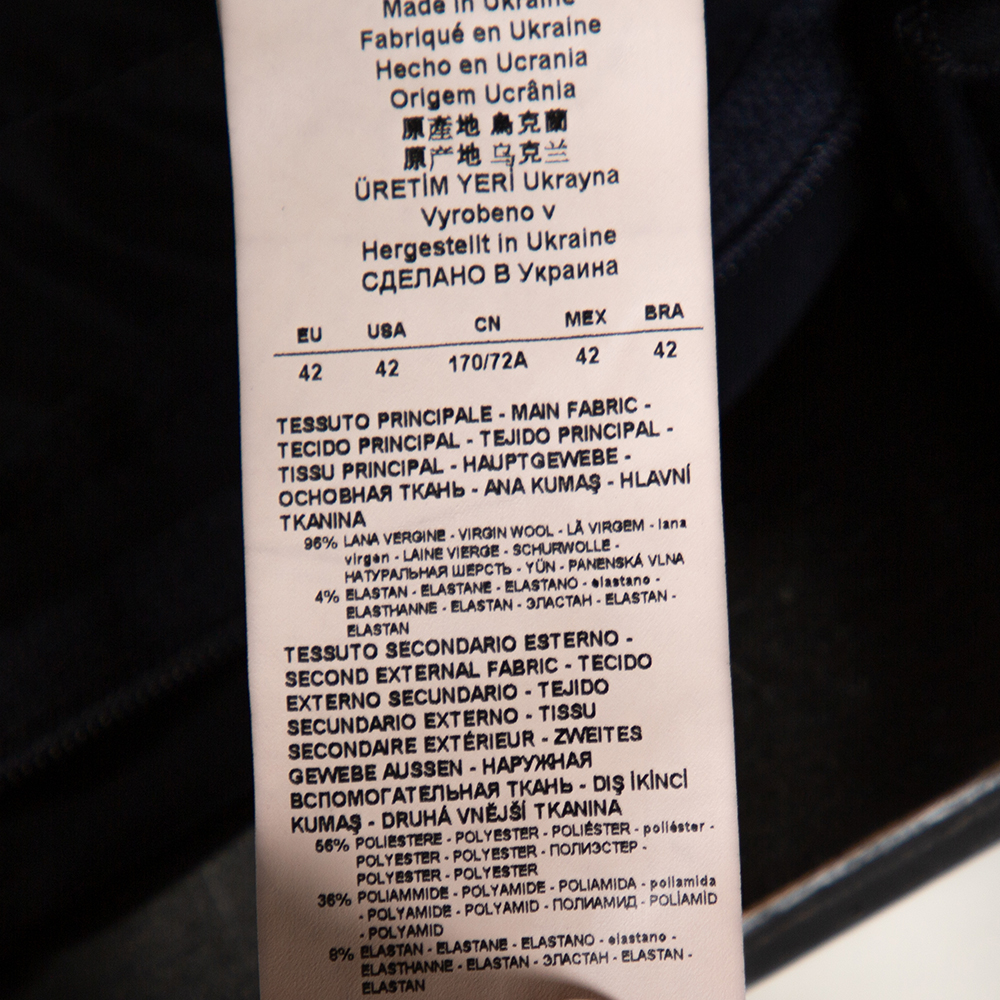 Made in Ukraine
Fabriqué en Ukraine
Hecho en Ucrania
Origem Ucrânia
原產地 烏克蘭
原产地 乌克兰
ÜRETİM YERİ Ukrayna
Vyrobeno v
Hergestellt in Ukraine
СДЕЛАНО В Украина
EU USA CN MEX BRA
42 42 170/72A 42 42
TESSUTO PRINCIPALE - MAIN FABRIC -
TECIDO PRINCIPAL - TEJIDO PRINCIPAL -
TISSU PRINCIPAL - HAUPTGEWEBE -
ОСНОВНАЯ ТКАНЬ - ANA KUMAŞ - HLAVNÍ
TKANINA
96% LANA VERGINE - VIRGIN WOOL - LÃ VIRGEM - lana
virgen - LAINE VIERGE - SCHURWOLLE -
НАТУРАЛЬНАЯ ШЕРСТЬ - YÜN - PANENSKÁ VLNA
4% ELASTAN - ELASTANE - ELASTANO - elastano -
ELASTHANNE - ELASTAN - ЭЛАСТАН - ELASTAN -
ELASTAN
TESSUTO SECONDARIO ESTERNO -
SECOND EXTERNAL FABRIC - TECIDO
EXTERNO SECUNDARIO - TEJIDO
SECUNDARIO EXTERNO - TISSU
SECONDAIRE EXTÉRIEUR - ZWEITES
GEWEBE AUSSEN - НАРУЖНАЯ
ВСПОМОГАТЕЛЬНАЯ ТКАНЬ - DIŞ İKİNCİ
KUMAŞ - DRUHÁ VNĚJŠÍ TKANINA
56% POLIESTERE - POLYESTER - POLIÉSTER - poliéster -
POLYESTER - POLYESTER - ПОЛИЭСТЕР -
POLYESTER - POLYESTER
36% POLIAMMIDE - POLYAMIDE - POLIAMIDA - poliamida
- POLYAMIDE - POLYAMID - ПОЛИАМИД - POLİAMİD
- POLYAMID
8% ELASTAN - ELASTANE - ELASTANO - elastano -
ELASTHANNE - ELASTAN - ЭЛАСТАН - ELASTAN -
ELASTAN